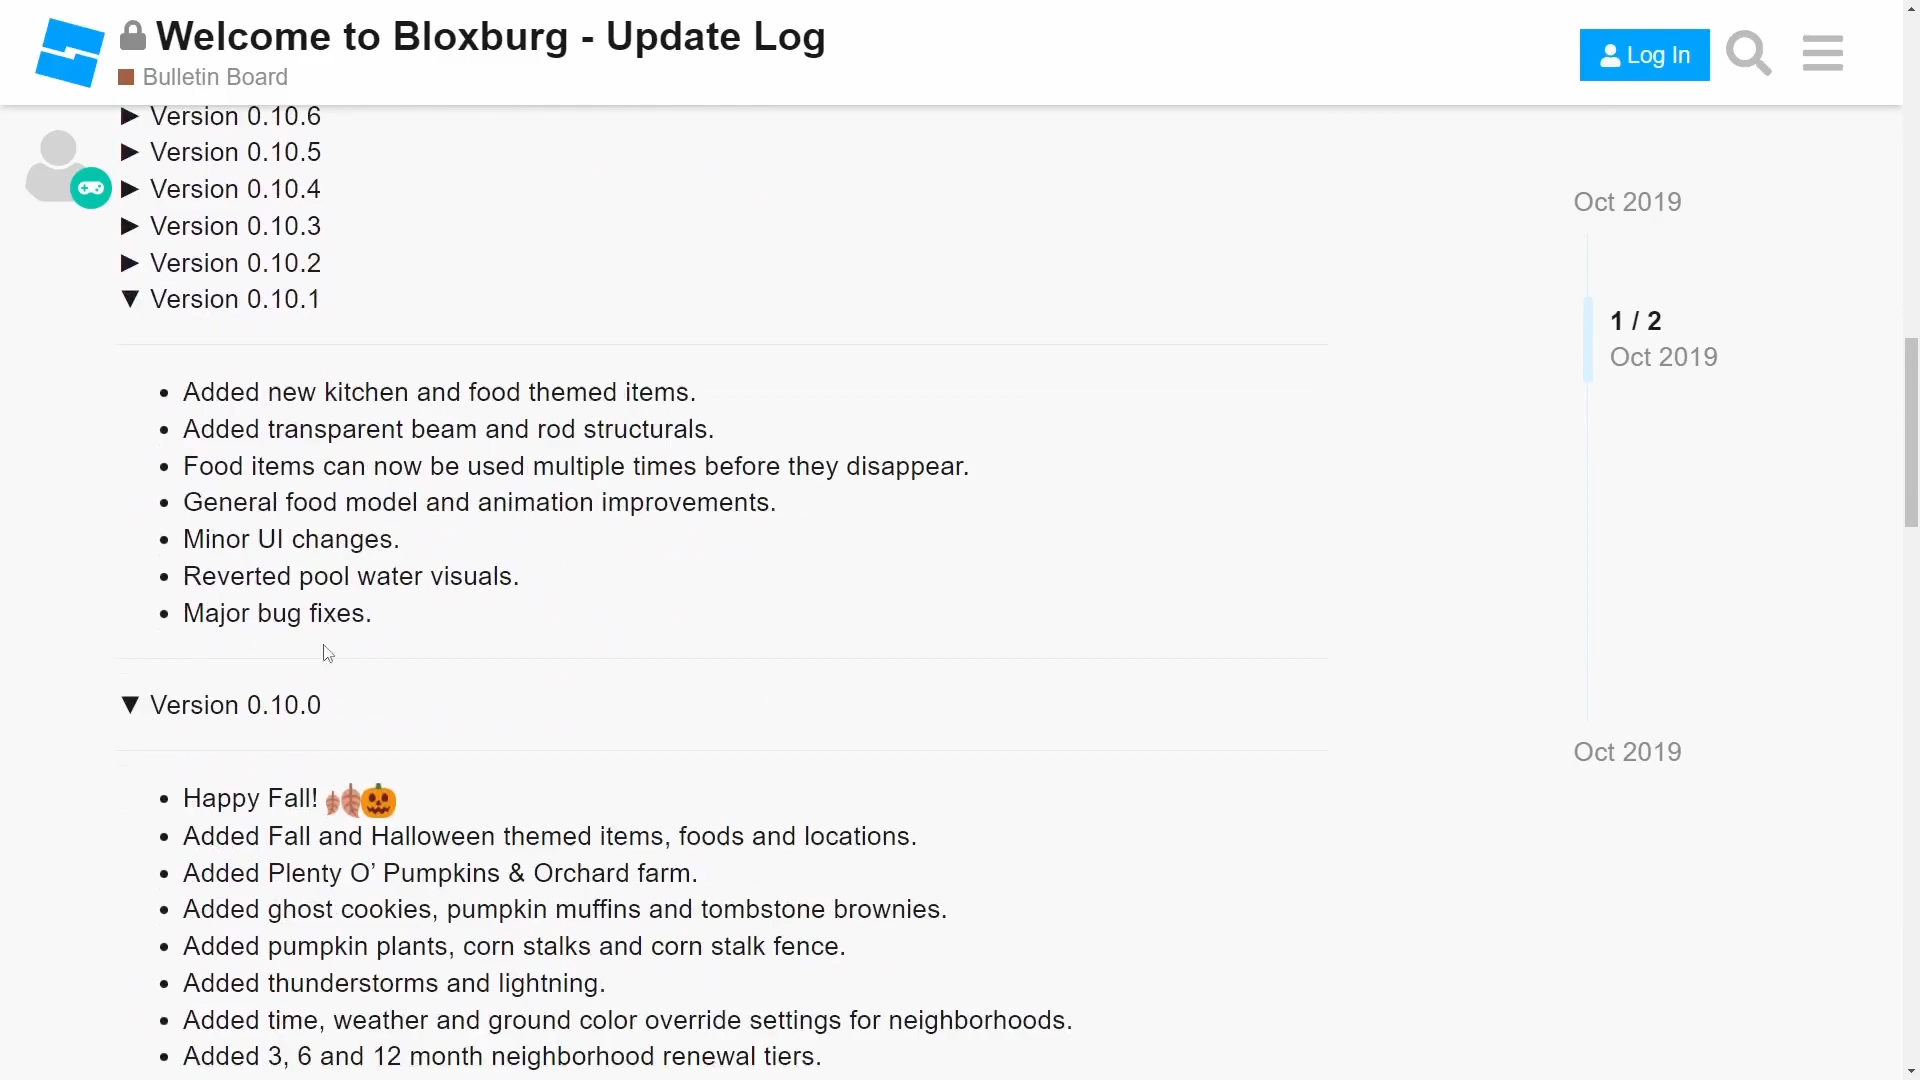 Welcome to Bloxburg - Update Log
Bulletin Board
Log In
Version 0.10.6
Version 0.10.5
Version 0.10.4
Version 0.10.3
Version 0.10.2
Version 0.10.1
Added new kitchen and food themed items.
Added transparent beam and rod structurals.
Food items can now be used multiple times before they disappear.
General food model and animation improvements.
Minor UI changes.
Reverted pool water visuals.
Major bug fixes.
Version 0.10.0
Happy Fall! 🍂🎃
Added Fall and Halloween themed items, foods and locations.
Added Plenty O’ Pumpkins & Orchard farm.
Added ghost cookies, pumpkin muffins and tombstone brownies.
Added pumpkin plants, corn stalks and corn stalk fence.
Added thunderstorms and lightning.
Added time, weather and ground color override settings for neighborhoods.
Added 3, 6 and 12 month neighborhood renewal tiers.
Oct 2019
1 / 2
Oct 2019
Oct 2019